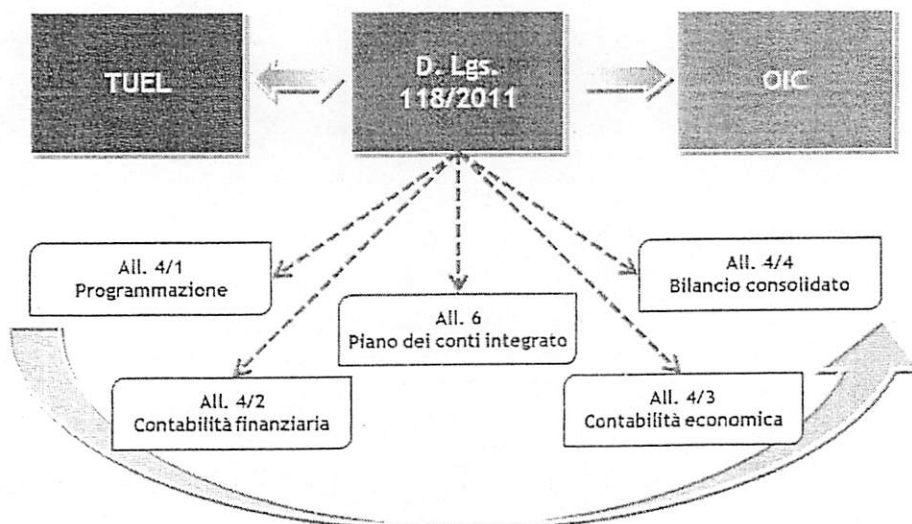 TUEL
D. Lgs.
118/2011
OIC
All. 4/1
Programmazione
All. 4/4
Bilancio consolidato
All. 6
Piano dei conti integrato
All. 4/2
Contabilità finanziaria
All. 4/3
Contabilità economica